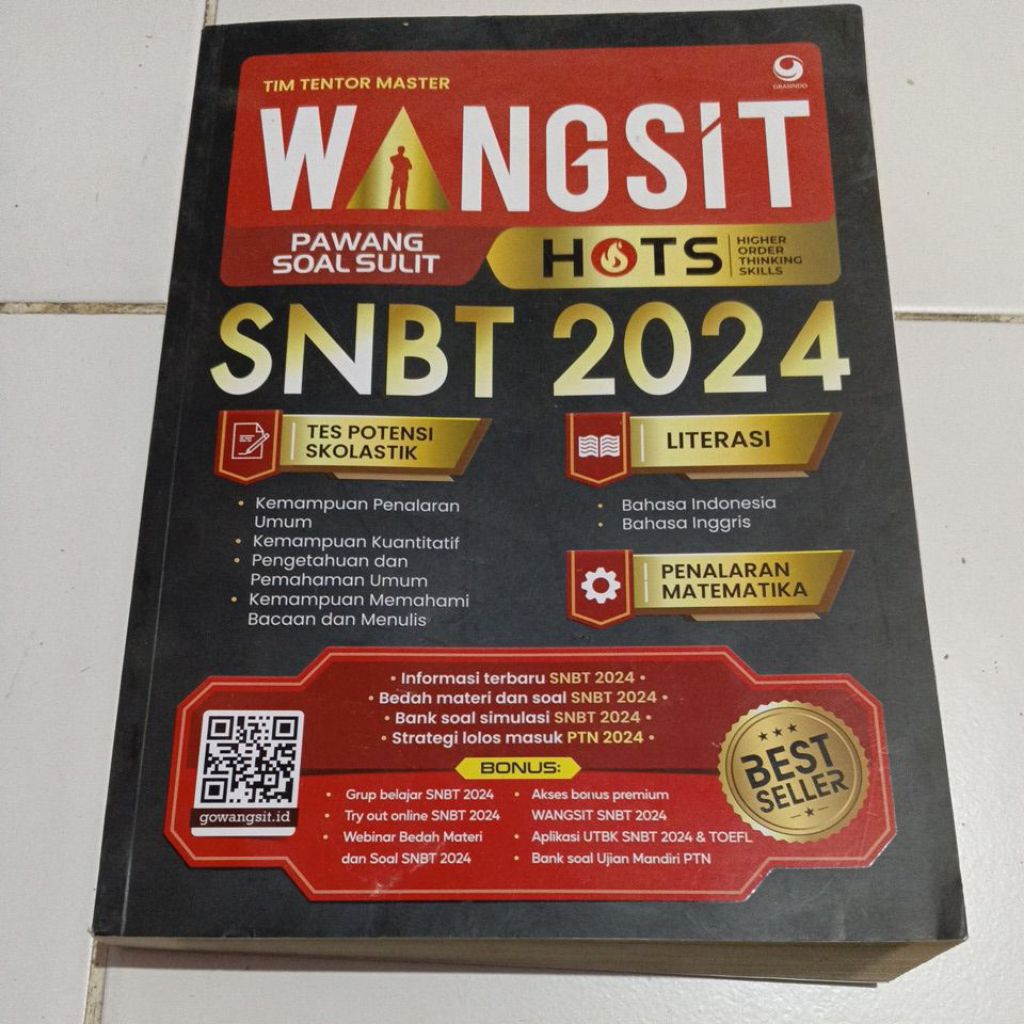 TIM TENTOR MASTER
GRASINDO
WANGSIT
PAWANG
SOAL SULIT
HOTS
HIGHER
ORDER
THINKING
SKILLS
SNBT 2024
TES POTENSI
SKOLASTIK
• Kemampuan Penalaran
Umum
• Kemampuan Kuantitatif
• Pengetahuan dan
Pemahaman Umum
• Kemampuan Memahami
Bacaan dan Menulis
LITERASI
• Bahasa Indonesia
• Bahasa Inggris
PENALARAN
MATEMATIKA
• Informasi terbaru SNBT 2024 •
• Bedah materi dan soal SNBT 2024 •
• Bank soal simulasi SNBT 2024 •
• Strategi lolos masuk PTN 2024 •
gowangsit.id
BONUS:
• Grup belajar SNBT 2024
• Try out online SNBT 2024
• Webinar Bedah Materi
dan Soal SNBT 2024
• Akses bonus premium
WANGSIT SNBT 2024
• Aplikasi UTBK SNBT 2024 & TOEFL
• Bank soal Ujian Mandiri PTN
BEST
SELLER